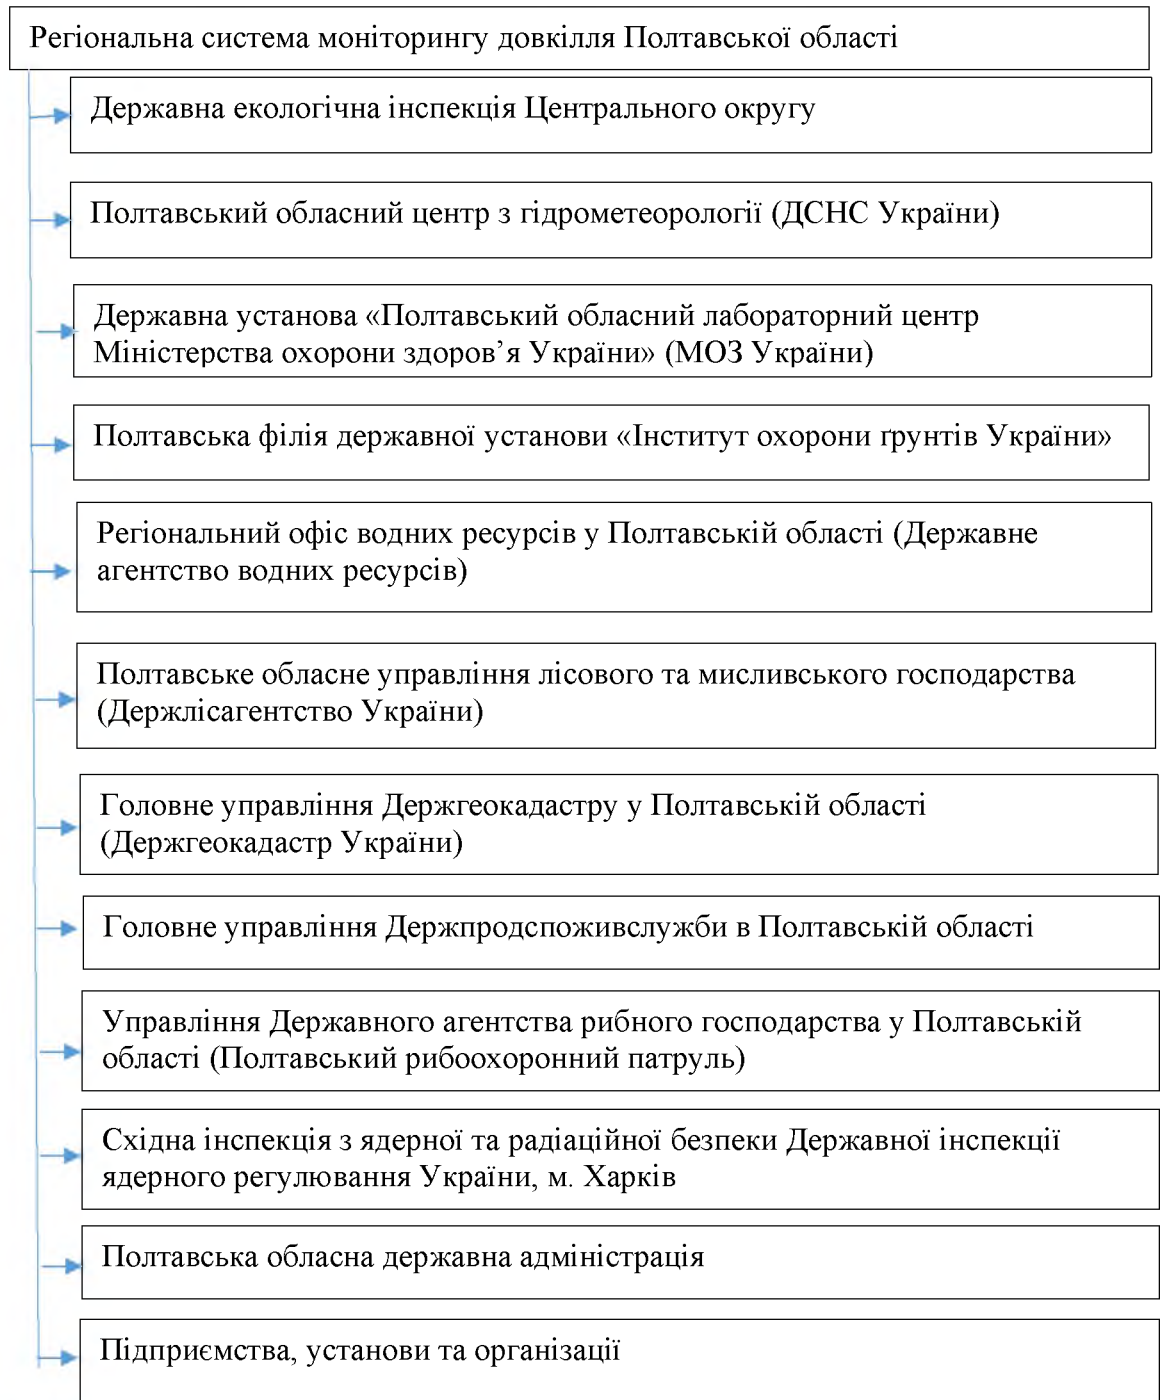 Регіональна система моніторингу довкілля Полтавської області
Державна екологічна інспекція Центрального округу
Полтавський обласний центр з гідрометеорології (ДСНС України)
Державна установа «Полтавський обласний лабораторний центр
Міністерства охорони здоров’я України» (МОЗ України)
Полтавська філія державної установи «Інститут охорони ґрунтів України»
Регіональний офіс водних ресурсів у Полтавській області (Державне
агентство водних ресурсів)
Полтавське обласне управління лісового та мисливського господарства
(Держлісагентство України)
Головне управління Держгеокадастру у Полтавській області
(Держгеокадастр України)
Головне управління Держпродспоживслужби в Полтавській області
Управління Державного агентства рибного господарства у Полтавській
області (Полтавський рибоохоронний патруль)
Східна інспекція з ядерної та радіаційної безпеки Державної інспекції
ядерного регулювання України, м. Харків
Полтавська обласна державна адміністрація
Підприємства, установи та організації